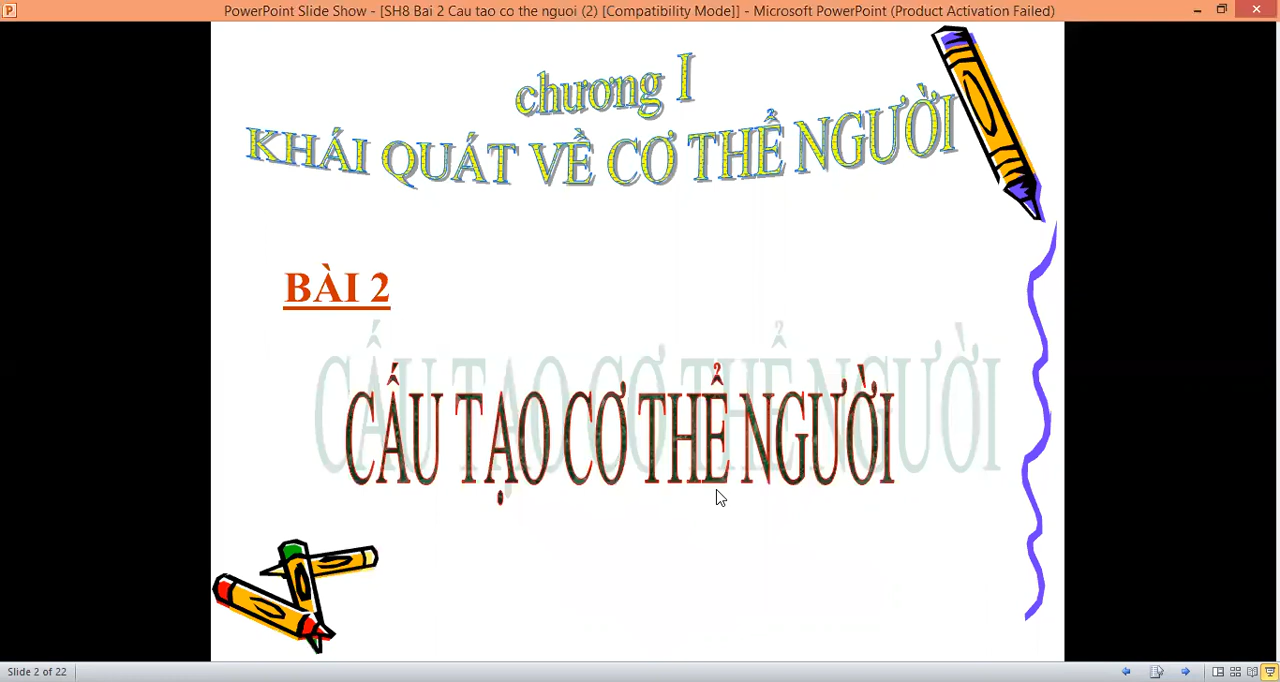 PowerPoint Slide Show - [SH8 Bai 2 Cau tao co the nguoi (2) [Compatibility Mode]] - Microsoft PowerPoint (Product Activation Failed)
chương I
KHÁI QUÁT VỀ CƠ THỂ NGƯỜI
BÀI 2
CẤU TẠO CƠ THỂ NGƯỜI
Slide 2 of 22